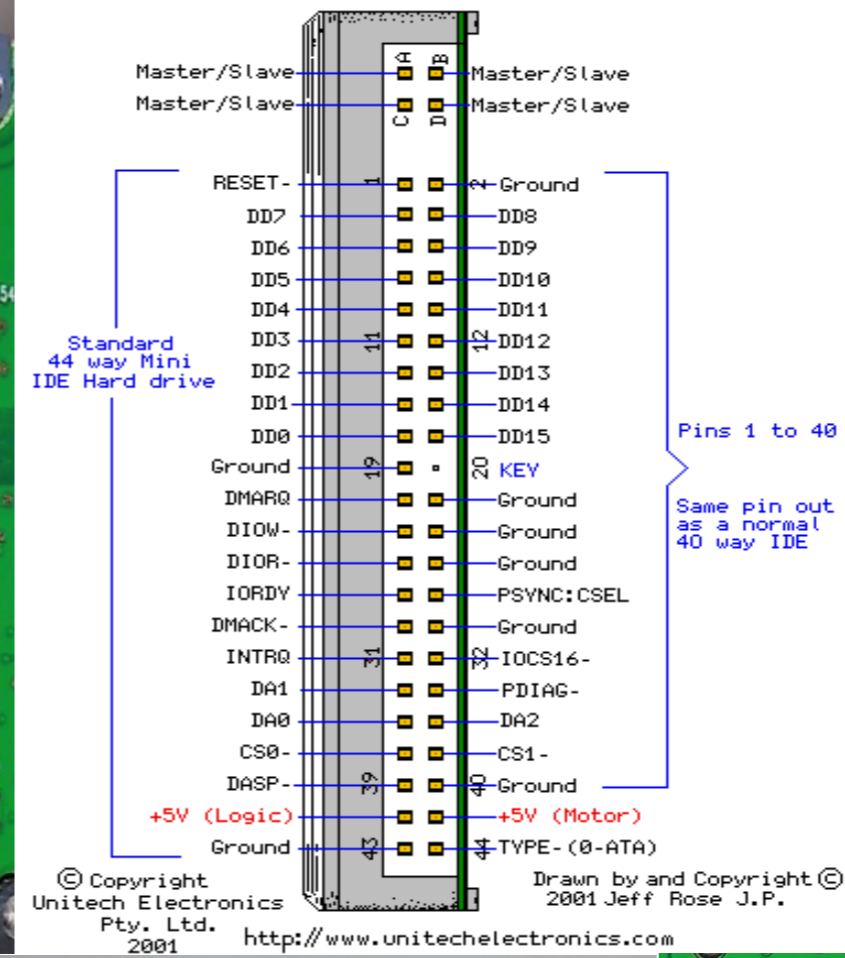 A B
Master/Slave Master/Slave
Master/Slave Master/Slave
C D
RESET- 1 2 Ground
DD7 DD8
DD6 DD9
DD5 DD10
54
DD4 DD11
DD3 11 12 DD12
Standard
44 way Mini
IDE Hard drive
DD2 DD13
DD1 DD14
DD0 DD15
Pins 1 to 40
Ground 19 20 KEY
DMARQ Ground
Same pin out
as a normal
40 way IDE
DIOW- Ground
DIOR- Ground
IORDY PSYNC:CSEL
DMACK- Ground
INTRQ 31 32 IOCS16-
DA1 PDIAG-
DA0 DA2
CS0- CS1-
DASP- 39 40 Ground
+5V (Logic) +5V (Motor)
Ground 43 44 TYPE-(0-ATA)
© Copyright
Unitech Electronics
Pty. Ltd.
2001
Drawn by and Copyright ©
2001 Jeff Rose J.P.
http://www.unitechelectronics.com